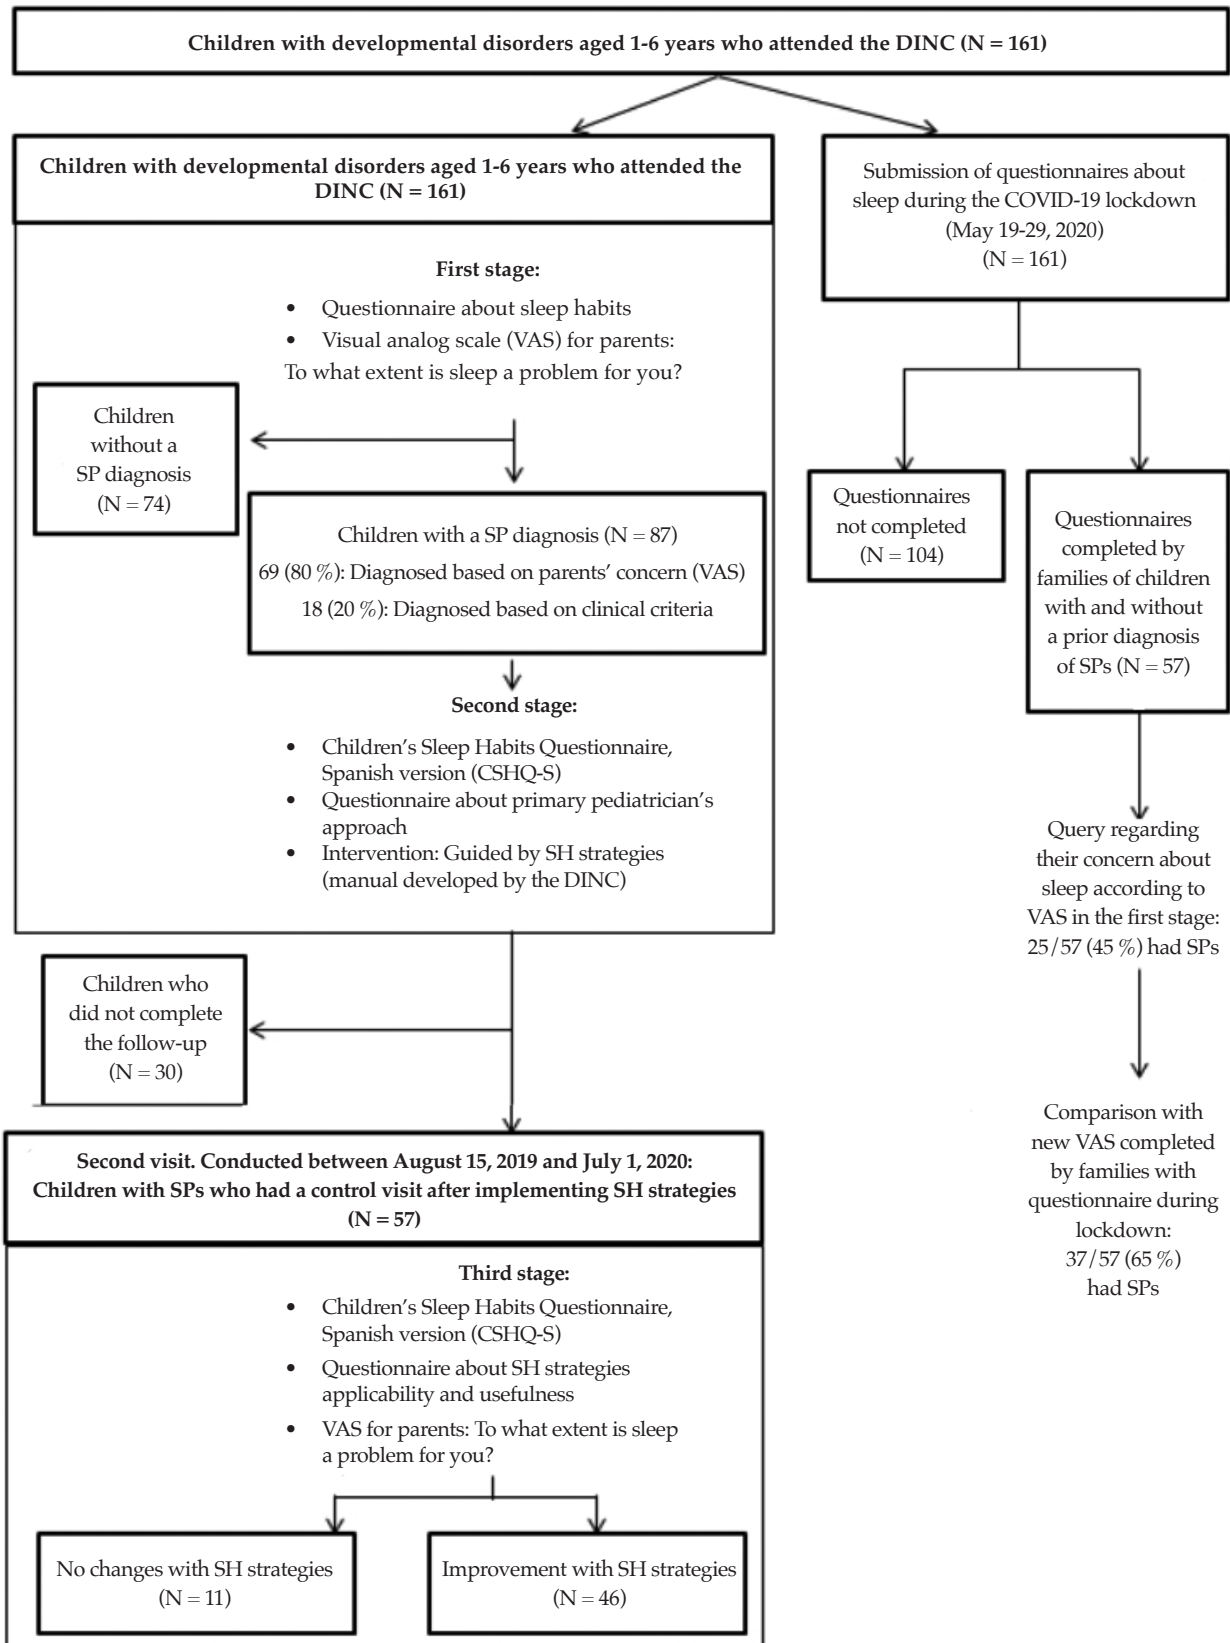 Children with developmental disorders aged 1-6 years who attended the DINC (N = 161)
Children with developmental disorders aged 1-6 years who attended the
DINC (N = 161)
First stage:
• Questionnaire about sleep habits
• Visual analog scale (VAS) for parents:
To what extent is sleep a problem for you?
Children
without a
SP diagnosis
(N = 74)
Children with a SP diagnosis (N = 87)
69 (80 %): Diagnosed based on parents’ concern (VAS)
18 (20 %): Diagnosed based on clinical criteria
Second stage:
• Children’s Sleep Habits Questionnaire,
Spanish version (CSHQ-S)
• Questionnaire about primary pediatrician’s
approach
• Intervention: Guided by SH strategies
(manual developed by the DINC)
Children who
did not complete
the follow-up
(N = 30)
Second visit. Conducted between August 15, 2019 and July 1, 2020:
Children with SPs who had a control visit after implementing SH strategies
(N = 57)
Third stage:
• Children’s Sleep Habits Questionnaire,
Spanish version (CSHQ-S)
• Questionnaire about SH strategies
applicability and usefulness
• VAS for parents: To what extent is sleep
a problem for you?
No changes with SH strategies
(N = 11)
Improvement with SH strategies
(N = 46)
Submission of questionnaires about
sleep during the COVID-19 lockdown
(May 19-29, 2020)
(N = 161)
Questionnaires
not completed
(N = 104)
Questionnaires
completed by
families of children
with and without
a prior diagnosis
of SPs (N = 57)
Query regarding
their concern about
sleep according to
VAS in the first stage:
25/57 (45 %) had SPs
Comparison with
new VAS completed
by families with
questionnaire during
lockdown:
37/57 (65 %)
had SPs